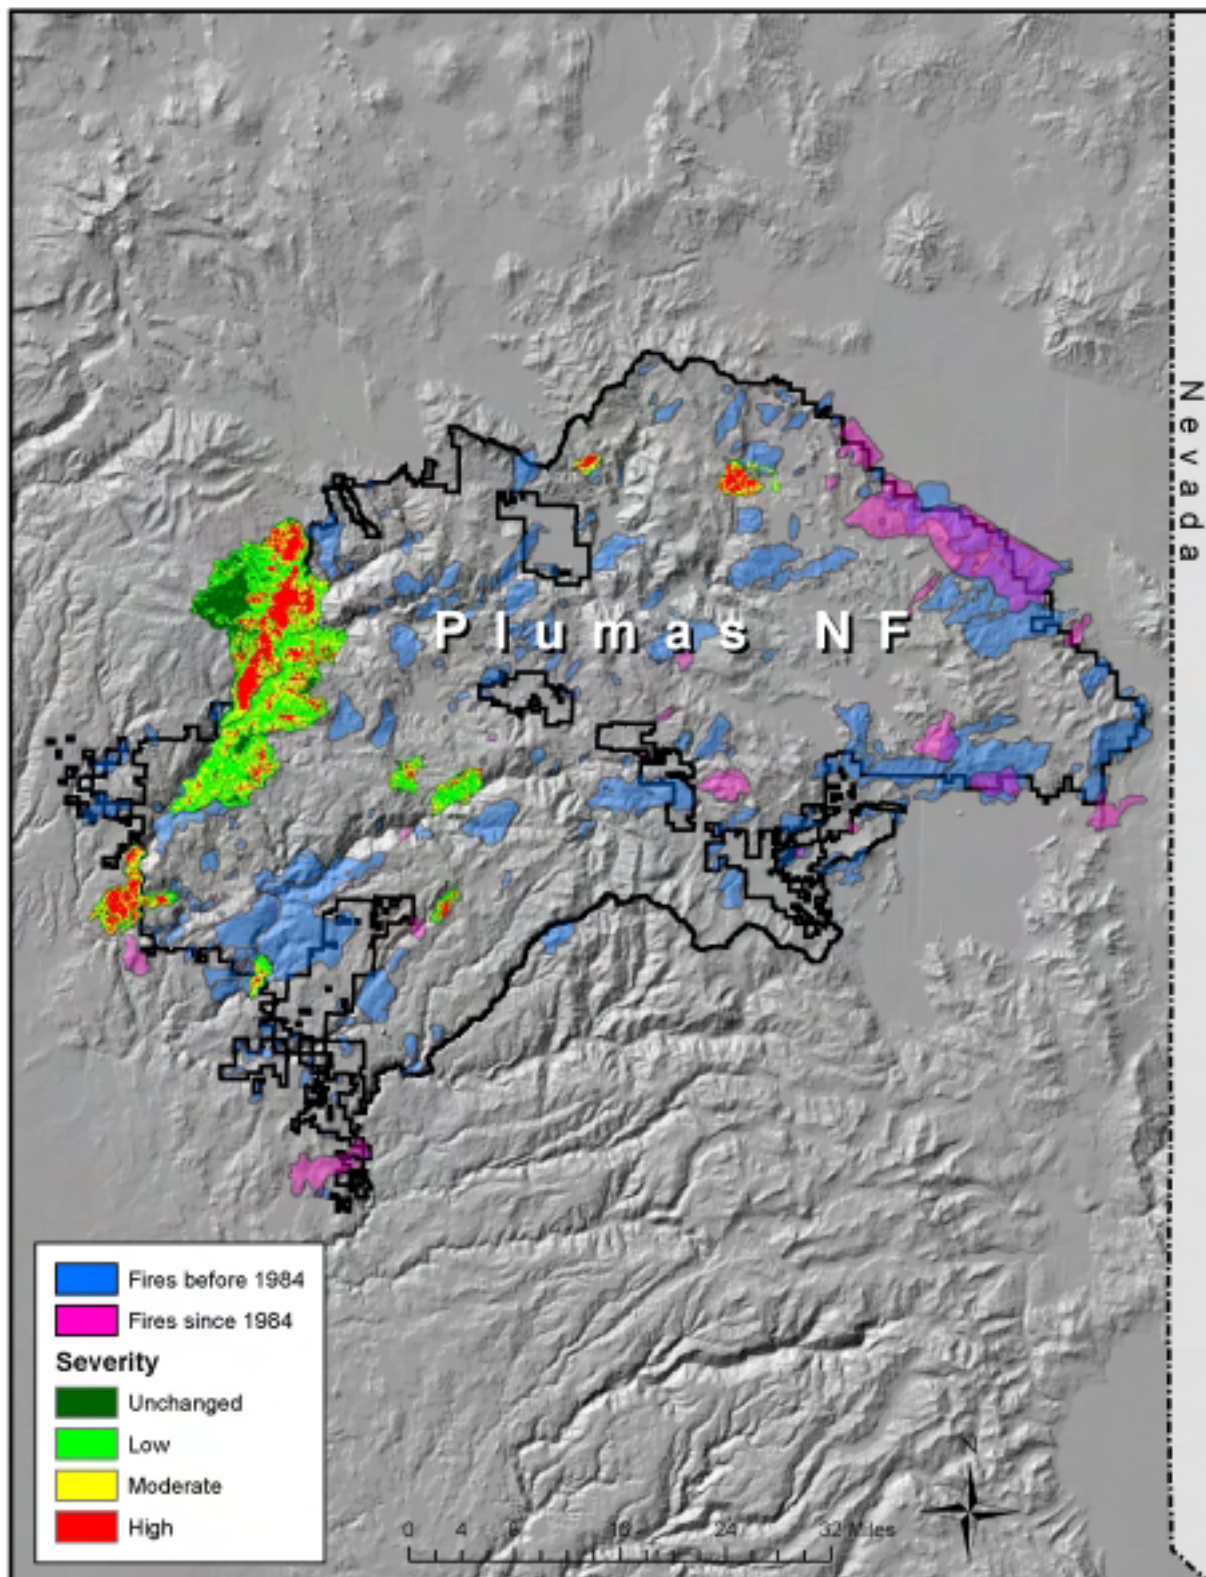 Nevada
Plumas NF
Fires before 1984
Fires since 1984
Severity
Unchanged
Low
Moderate
High
N
0 4 8 16 24 32 Miles